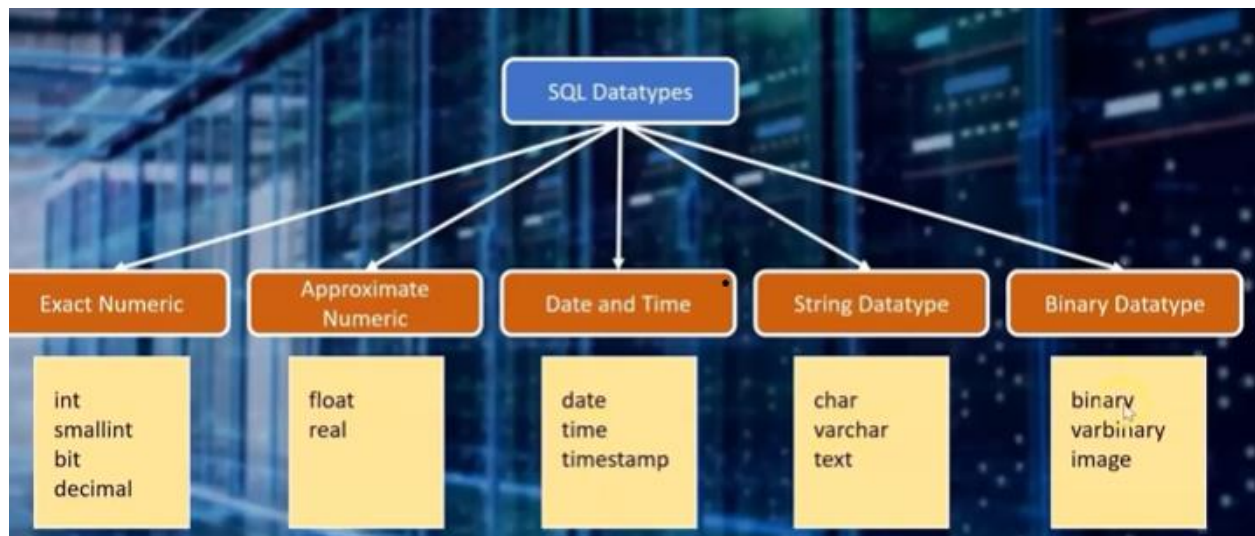 SQL Datatypes
Exact Numeric
Approximate
Numeric
Date and Time
String Datatype
Binary Datatype
int
smallint
bit
decimal
float
real
date
time
timestamp
char
varchar
text
binary
varbinary
image